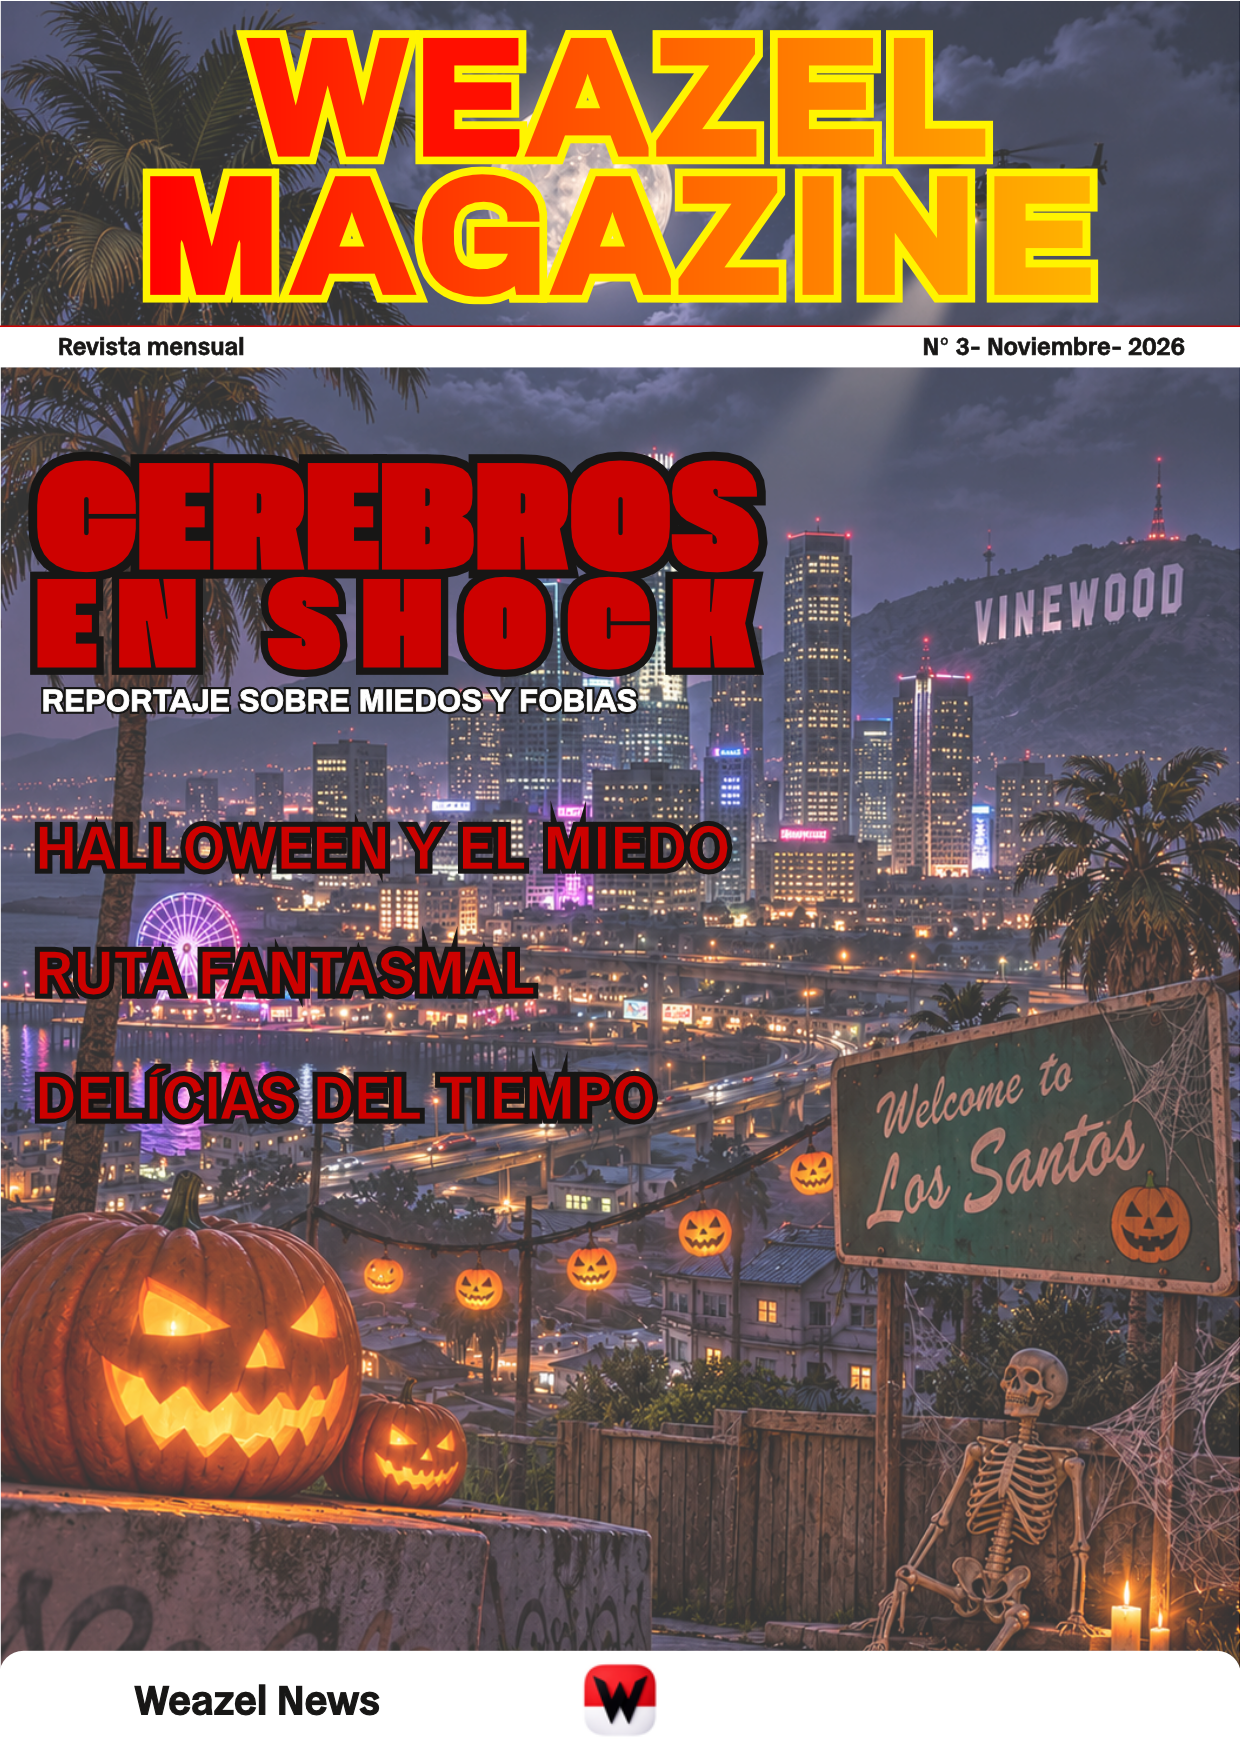 WEAZEL
MAGAZINE
Revista mensual
N° 3- Noviembre- 2026
CEREBROS
EN SHOCK
REPORTAJE SOBRE MIEDOS Y FOBIAS
VINEWOOD
HALLOWEEN Y EL MIEDO
RUTA FANTASMAL
DELÍCIAS DEL TIEMPO
Welcome to
Los Santos
Weazel News
W